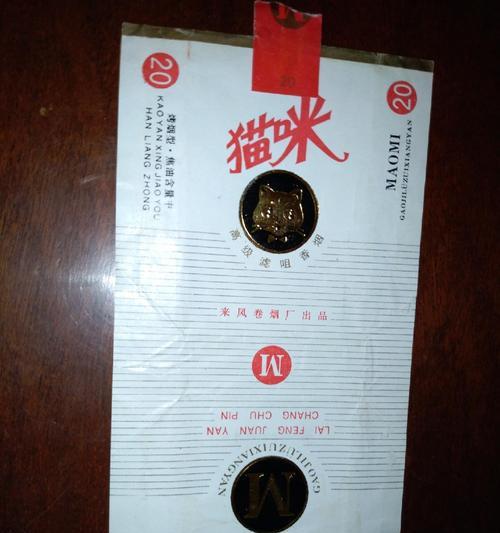 20
20
20
猫咪
烤烟型·焦油含量中
KAO YAN XING JIAO YOU
HAN LIANG ZHONG
MAOMI
GAOJILUZUIXIANGYAN
高级滤咀香烟
来凤卷烟厂出品
M
LAI FENG JUAN YAN
CHANG CHU PIN
GAOJILUZUIXIANGYAN
M